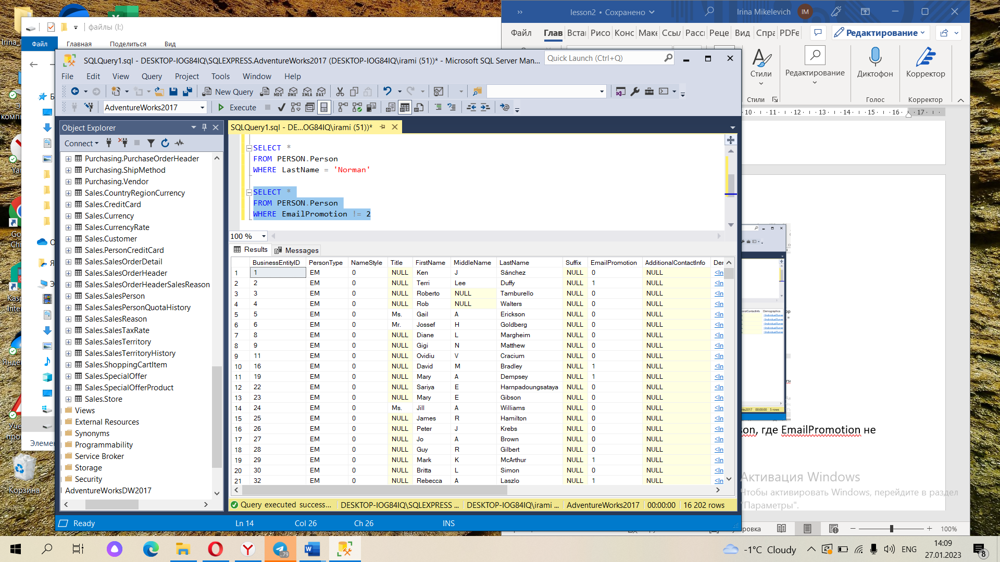 файлы (I:)
Файл
Главная
Поделиться
Вид
lesson2 • Сохранено
Irina Mikelevich
IM
Файл
Глав
Рисо
Конс
Рассы
Реце
Вид
Спра
PDFe
Редактирование
Стили
Редактирование
Диктофон
Корректор
Стили
Голос
Корректор
10 11 12 13 14 15 16 17
SQLQuery1.sql - DESKTOP-IOG84IQ\SQLEXPRESS.AdventureWorks2017 (DESKTOP-IOG84IQ\irami (51))* - Microsoft SQL Server Man...
Quick Launch (Ctrl+Q)
File Edit View Query Project Tools Window Help
New Query
MDX DMX XMLA DAX
AdventureWorks2017
Execute
Object Explorer
Connect
Purchasing.PurchaseOrderHeader
Purchasing.ShipMethod
Purchasing.Vendor
Sales.CountryRegionCurrency
Sales.CreditCard
Sales.Currency
Sales.CurrencyRate
Sales.Customer
Sales.PersonCreditCard
Sales.SalesOrderDetail
Sales.SalesOrderHeader
Sales.SalesOrderHeaderSalesReason
Sales.SalesPerson
Sales.SalesPersonQuotaHistory
Sales.SalesReason
Sales.SalesTaxRate
Sales.SalesTerritory
Sales.SalesTerritoryHistory
Sales.ShoppingCartItem
Sales.SpecialOffer
Sales.SpecialOfferProduct
Sales.Store
Views
External Resources
Synonyms
Programmability
Service Broker
Storage
Security
AdventureWorksDW2017
SQLQuery1.sql - DE...OG84IQ\irami (51))*
SELECT *
FROM PERSON.Person
WHERE LastName = 'Norman'
SELECT *
FROM PERSON.Person
WHERE EmailPromotion != 2
100 %
Results
Messages
BusinessEntityID PersonType NameStyle Title FirstName MiddleName LastName Suffix EmailPromotion AdditionalContactInfo Der
1 1 EM 0 NULL Ken J Sánchez NULL 0 NULL <In
2 2 EM 0 NULL Terri Lee Duffy NULL 1 NULL <In
3 3 EM 0 NULL Roberto NULL Tamburello NULL 0 NULL <In
4 4 EM 0 NULL Rob NULL Walters NULL 0 NULL <In
5 5 EM 0 Ms. Gail A Erickson NULL 0 NULL <In
6 6 EM 0 Mr. Jossef H Goldberg NULL 0 NULL <In
7 8 EM 0 NULL Diane L Margheim NULL 0 NULL <In
8 9 EM 0 NULL Gigi N Matthew NULL 0 NULL <In
9 11 EM 0 NULL Ovidiu V Cracium NULL 0 NULL <In
10 16 EM 0 NULL David M Bradley NULL 1 NULL <In
11 19 EM 0 NULL Mary A Dempsey NULL 1 NULL <In
12 22 EM 0 NULL Sariya E Harnpadoungsataya NULL 0 NULL <In
13 23 EM 0 NULL Mary E Gibson NULL 0 NULL <In
14 24 EM 0 Ms. Jill A Williams NULL 0 NULL <In
15 25 EM 0 NULL James R Hamilton NULL 0 NULL <In
16 26 EM 0 NULL Peter J Krebs NULL 0 NULL <In
17 27 EM 0 NULL Jo A Brown NULL 0 NULL <In
18 28 EM 0 NULL Guy R Gilbert NULL 0 NULL <In
19 29 EM 0 NULL Mark K McArthur NULL 1 NULL <In
20 30 EM 0 NULL Britta L Simon NULL 0 NULL <In
21 32 EM 0 NULL Rebecca A Laszlo NULL 1 NULL <In
Query executed success...
DESKTOP-IOG84IQ\SQLEXPRESS ...
DESKTOP-IOG84IQ\irami ...
AdventureWorks2017
00:00:00
16 202 rows
Ready
Ln 14
Col 26
Ch 26
INS
son, где EmailPromotion не
Активация Windows
Чтобы активировать Windows, перейдите в раздел
"Параметры".
100%
Элемен
Корзина
79
-1°C Cloudy
ENG
14:09
27.01.2023
8